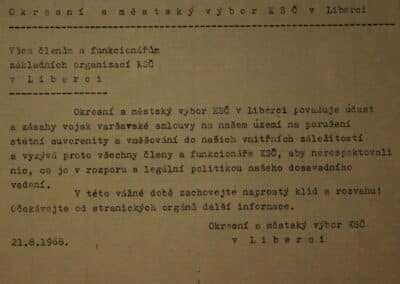 Okresní a městský výbor KSČ v Liberci
Všem členům a funkcionářům
základních organizací KSČ
v Liberci
Okresní a městský výbor KSČ v Liberci považuje účast
a zásahy vojsk varšavské smlouvy na našem území na porušení
státní suverenity a vměšování do našich vnitřních záležitostí
a vyzývá proto všechny členy a funkcionáře KSČ, aby nerespektovali
nic, co je v rozporu s legální politikou našeho dosavadního
vedení.
V této vážné době zachovejte naprostý klid a rozvahu!
Očekávejte od stranických orgánů další informace.
Okresní a městský výbor KSČ
21.8.1968. v Liberci